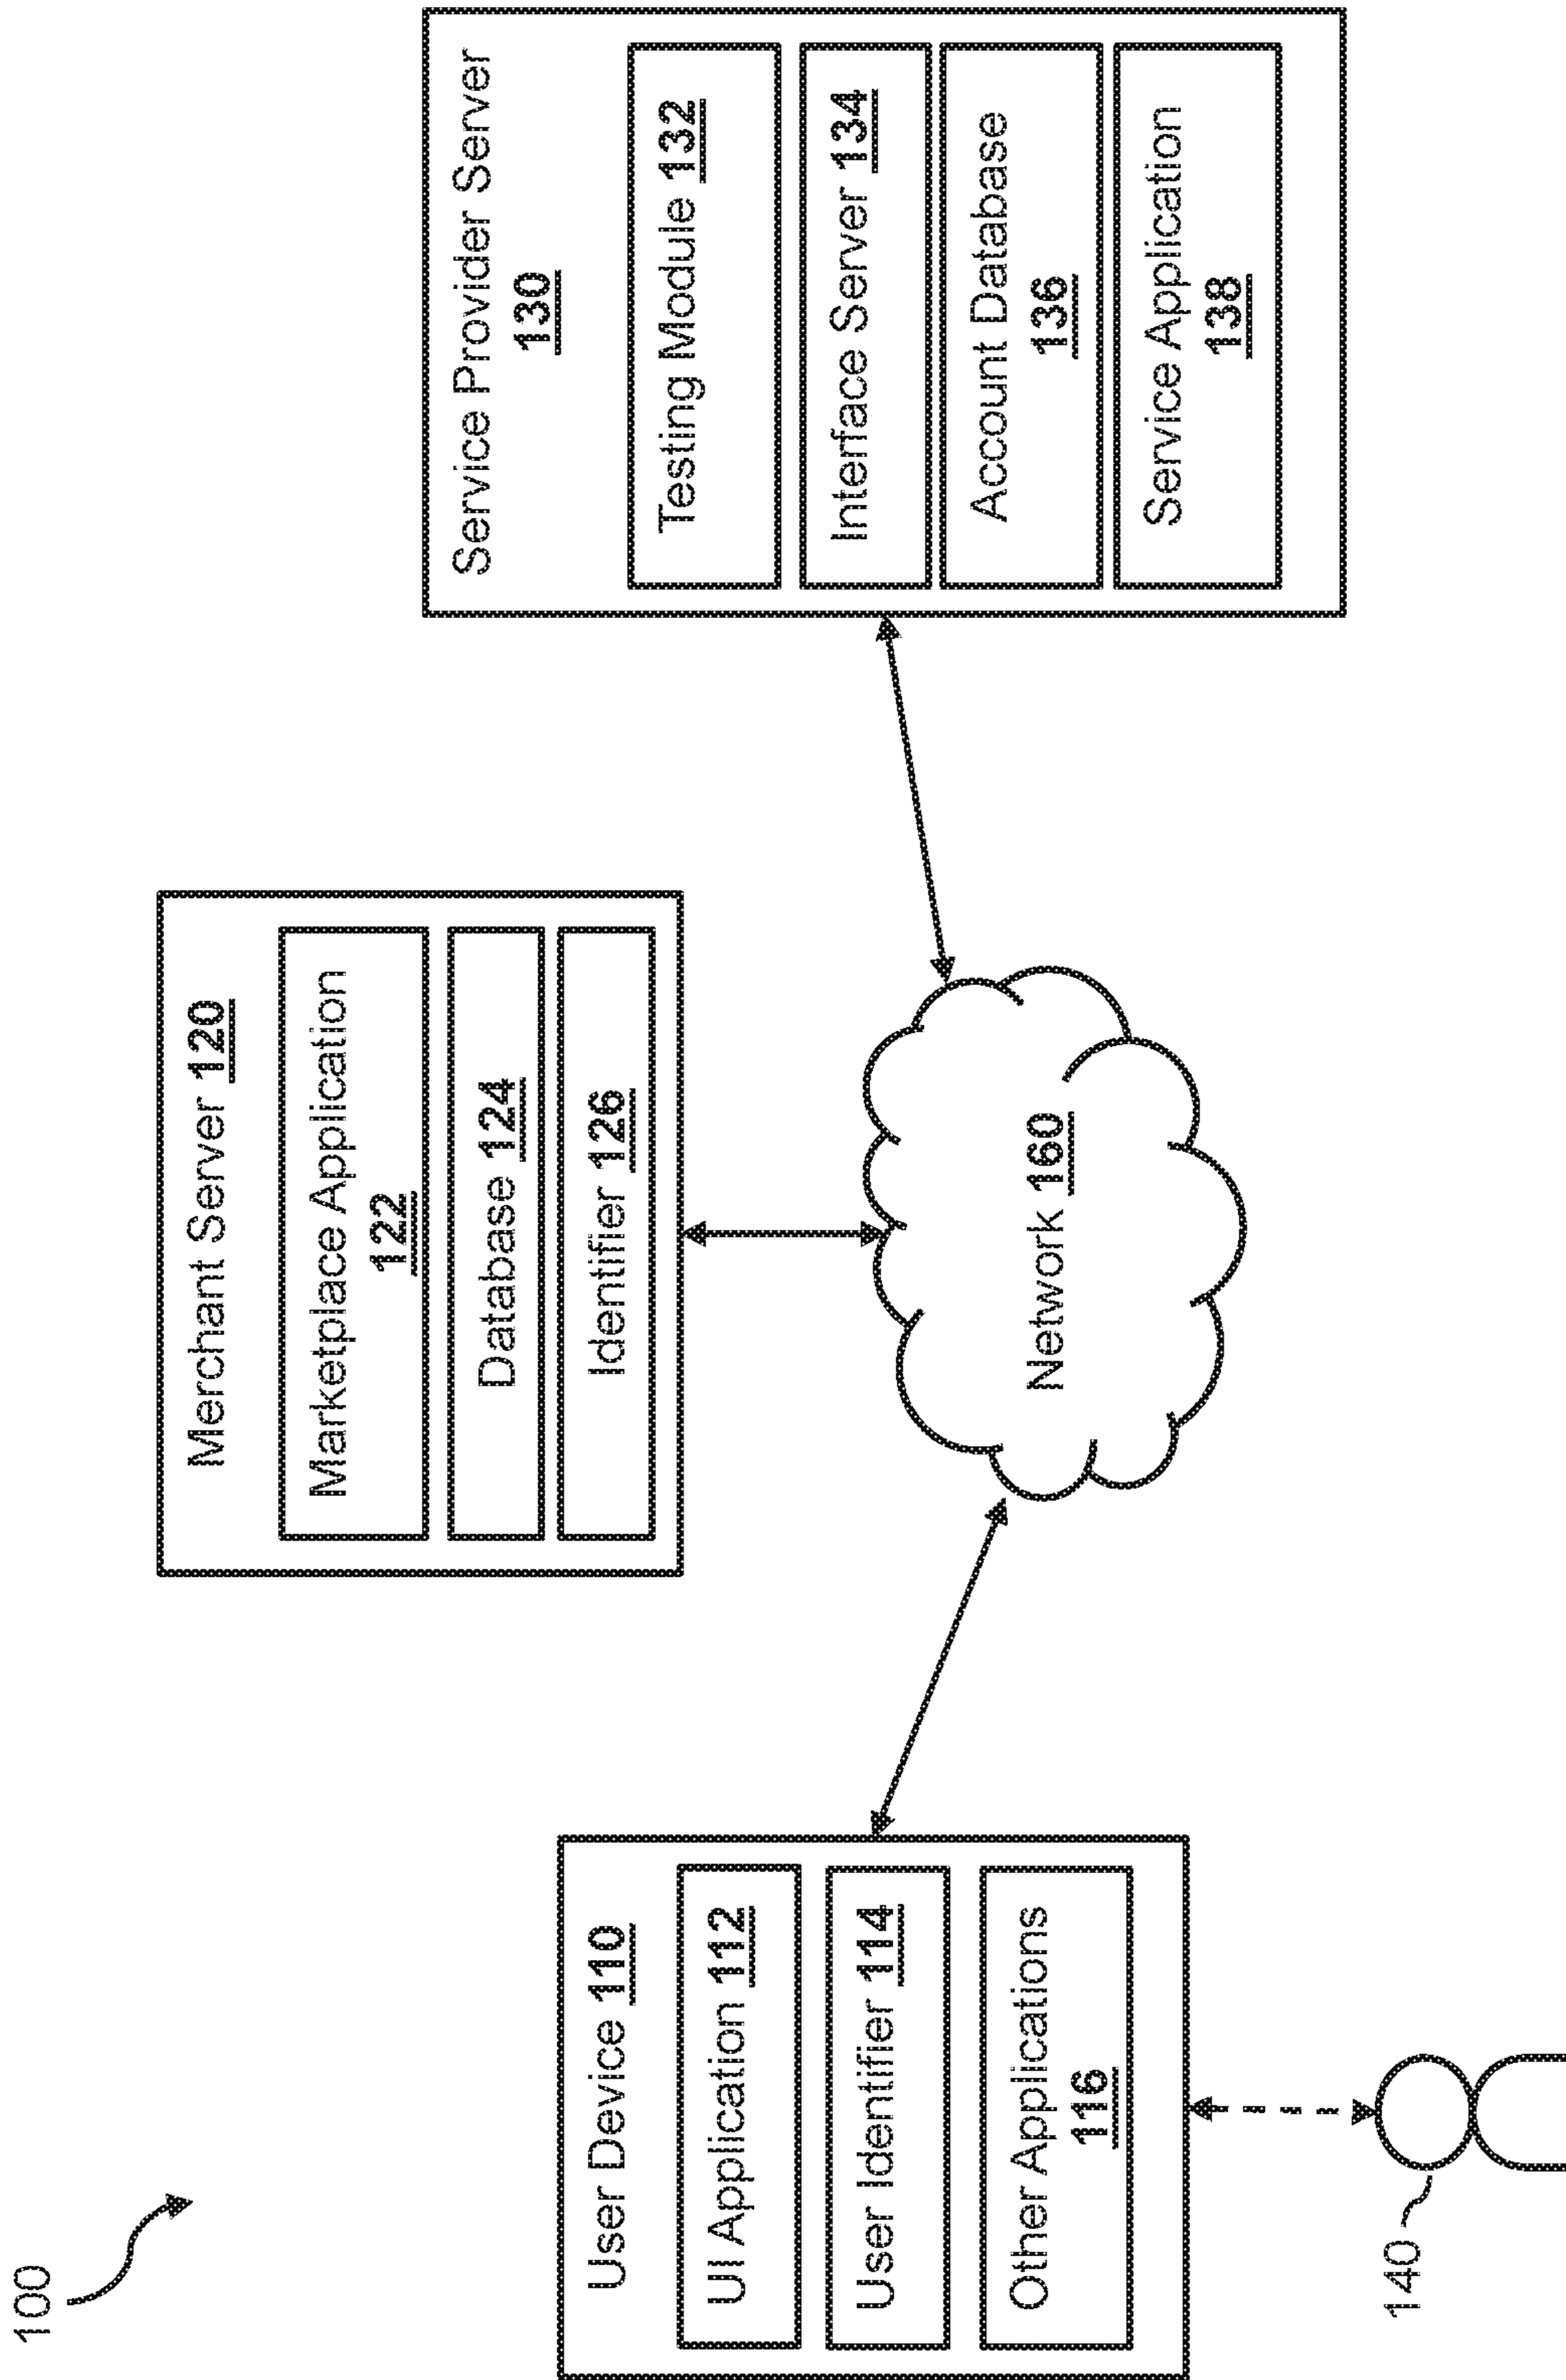 100
Merchant Server 120
Marketplace Application
122
Database 124
Identifier 126
Service Provider Server
130
Testing Module 132
Interface Server 134
Account Database
136
Service Application
138
User Device 110
UI Application 112
User Identifier 114
Other Applications
116
Network 160
140